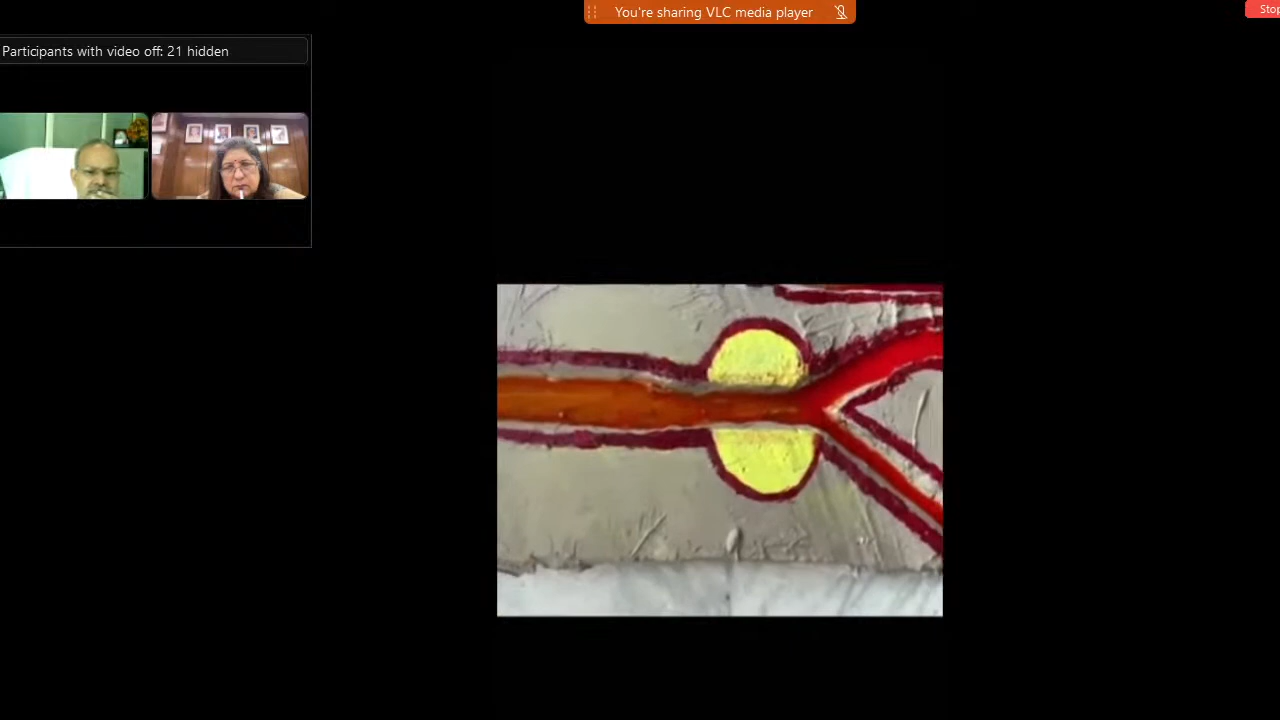 You're sharing VLC media player
Stop
Participants with video off: 21 hidden